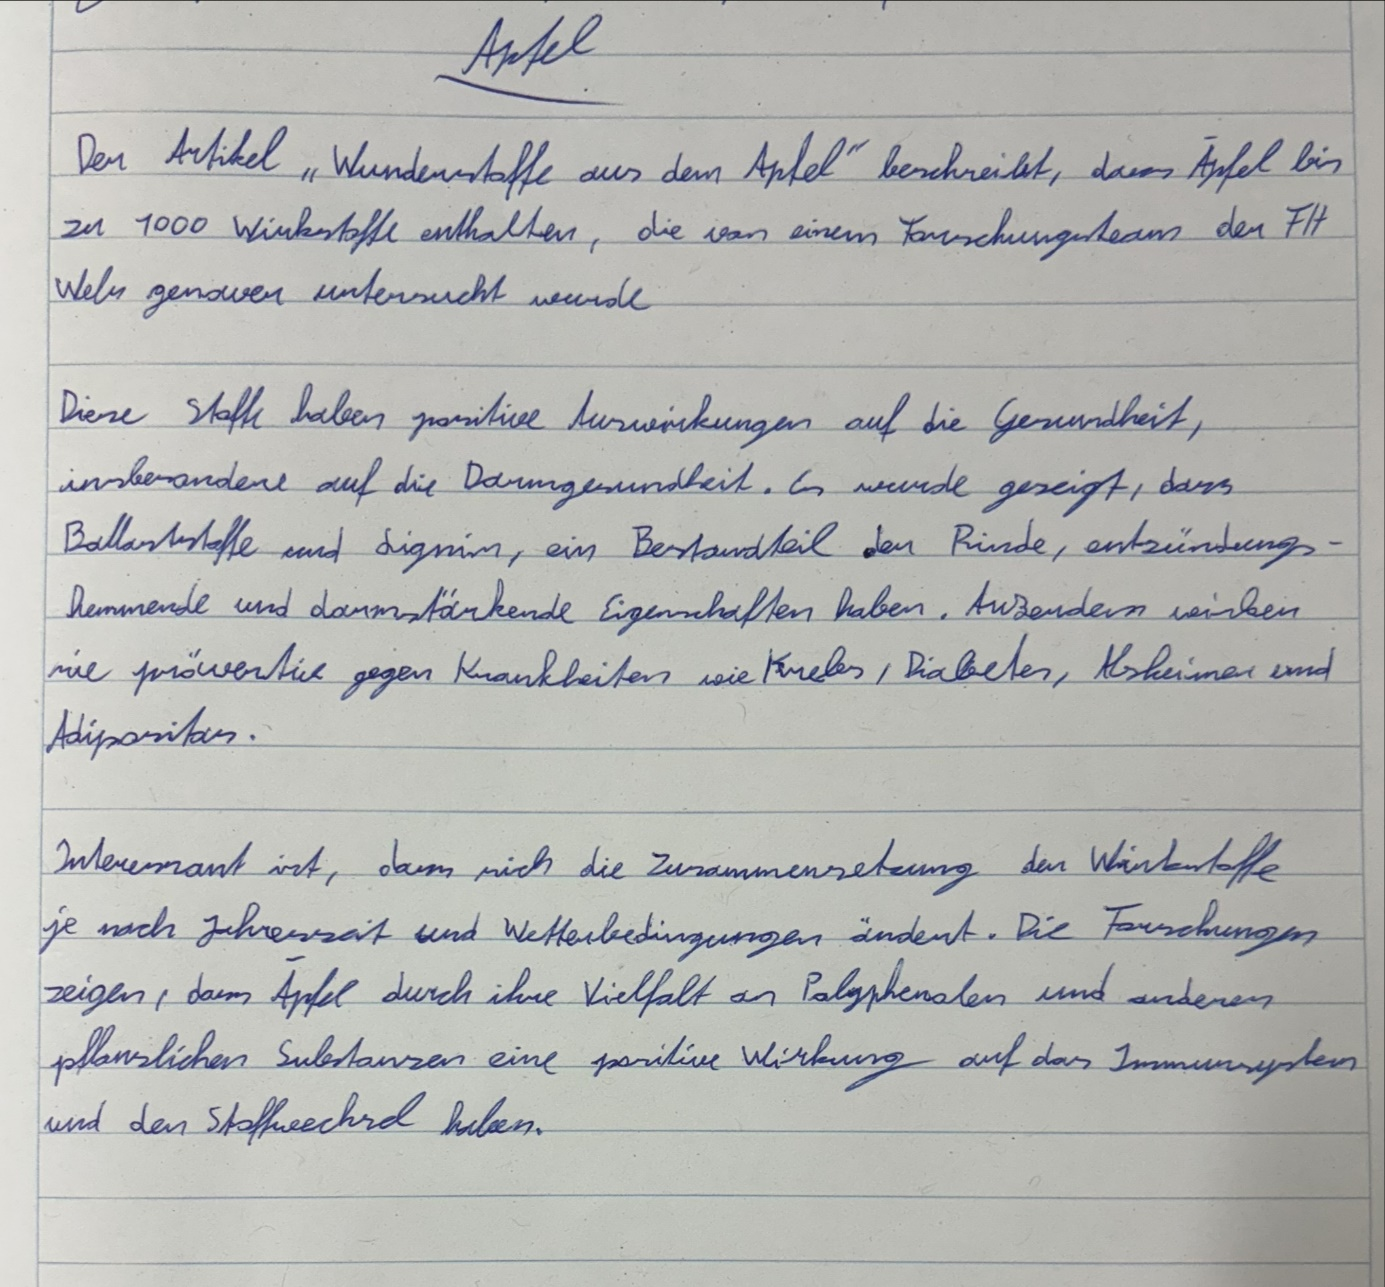 Apfel
Der Artikel „Wunderstoffe aus dem Apfel“ beschreibt, dass Äpfel bis
zu 1000 Wirkstoffe enthalten, die von einem Forschungsteam der FH
Wels genauer untersucht wurde
Diese Stoffe haben positive Auswirkungen auf die Gesundheit,
insbesondere auf die Darmgesundheit. Es wurde gezeigt, dass
Ballaststoffe und Lignin, ein Bestandteil der Rinde, entzündungs-
hemmende und darmstärkende Eigenschaften haben. Außerdem wirken
sie präventiv gegen Krankheiten wie Krebs, Diabetes, Alzheimer und
Adipositas.
Interessant ist, dass sich die Zusammensetzung der Wirkstoffe
je nach Jahreszeit und Wetterbedingungen ändert. Die Forschungen
zeigen, dass Äpfel durch ihre Vielfalt an Polyphenolen und anderen
pflanzlichen Substanzen eine positive Wirkung auf das Immunsystem
und den Stoffwechsel haben.